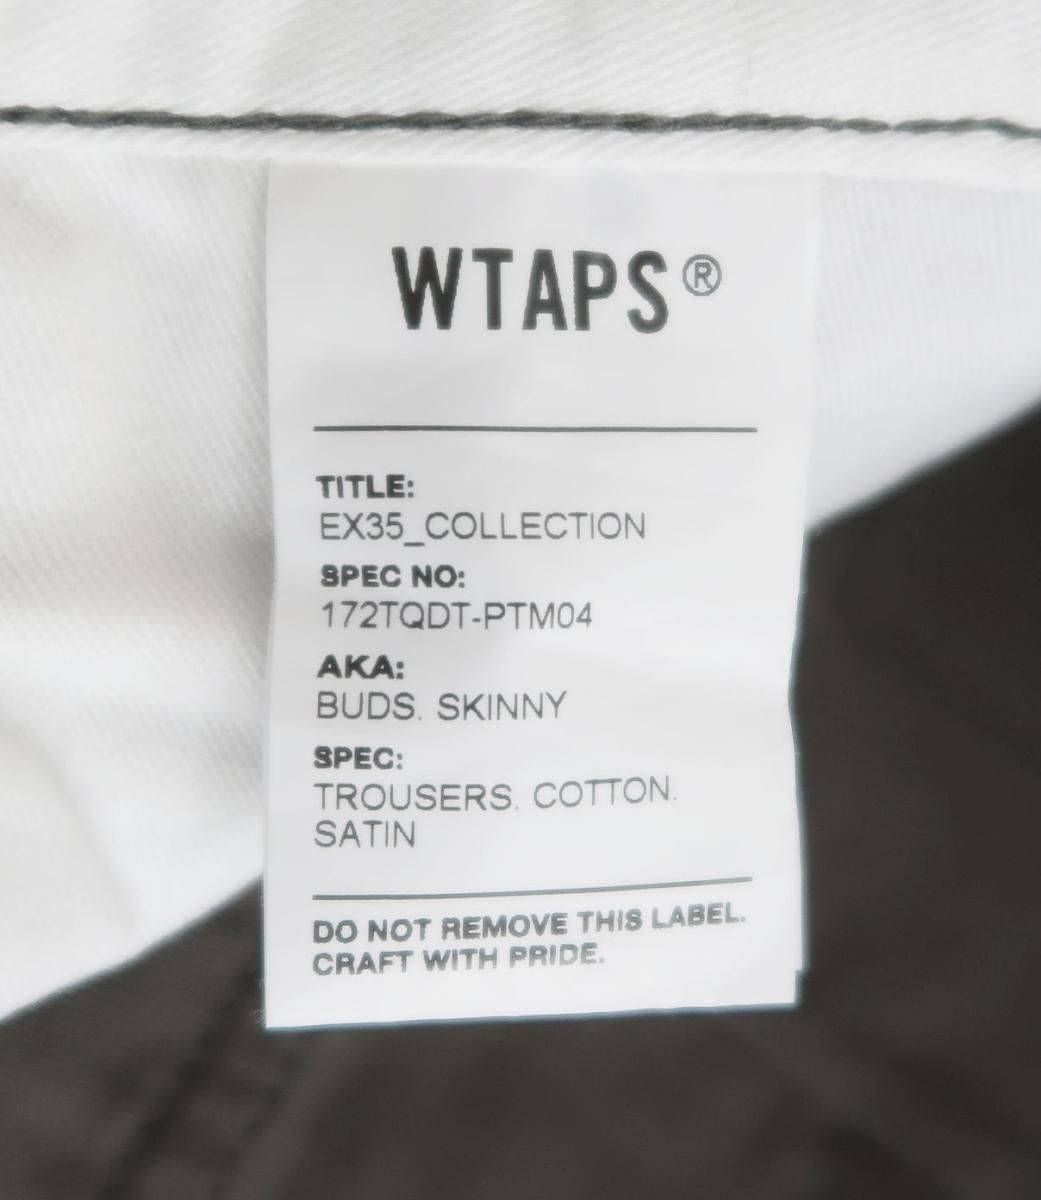 WTAPS®
TITLE:
EX35_COLLECTION
SPEC NO:
172TQDT-PTM04
AKA:
BUDS. SKINNY
SPEC:
TROUSERS. COTTON.
SATIN
DO NOT REMOVE THIS LABEL.
CRAFT WITH PRIDE.